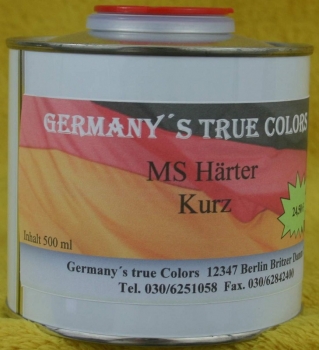 GERMANY´S TRUE COLORS
MS Härter
Kurz
Inhalt 500 ml
Germany´s true Colors 12347 Berlin Britzer
Tel. 030/6251058 Fax. 030/62842400